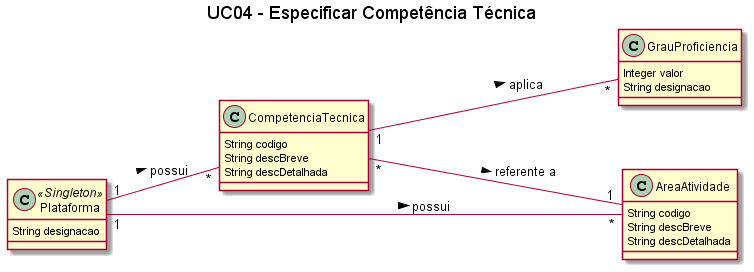 UC04 - Especificar Competência Técnica
C GrauProficiencia
Integer valor
String designacao
aplica
1
*
C CompetenciaTecnica
String codigo
String descBreve
String descDetalhada
possui
1
*
referente a
*
1
C «Singleton»
Plataforma
String designacao
possui
1
*
C AreaAtividade
String codigo
String descBreve
String descDetalhada